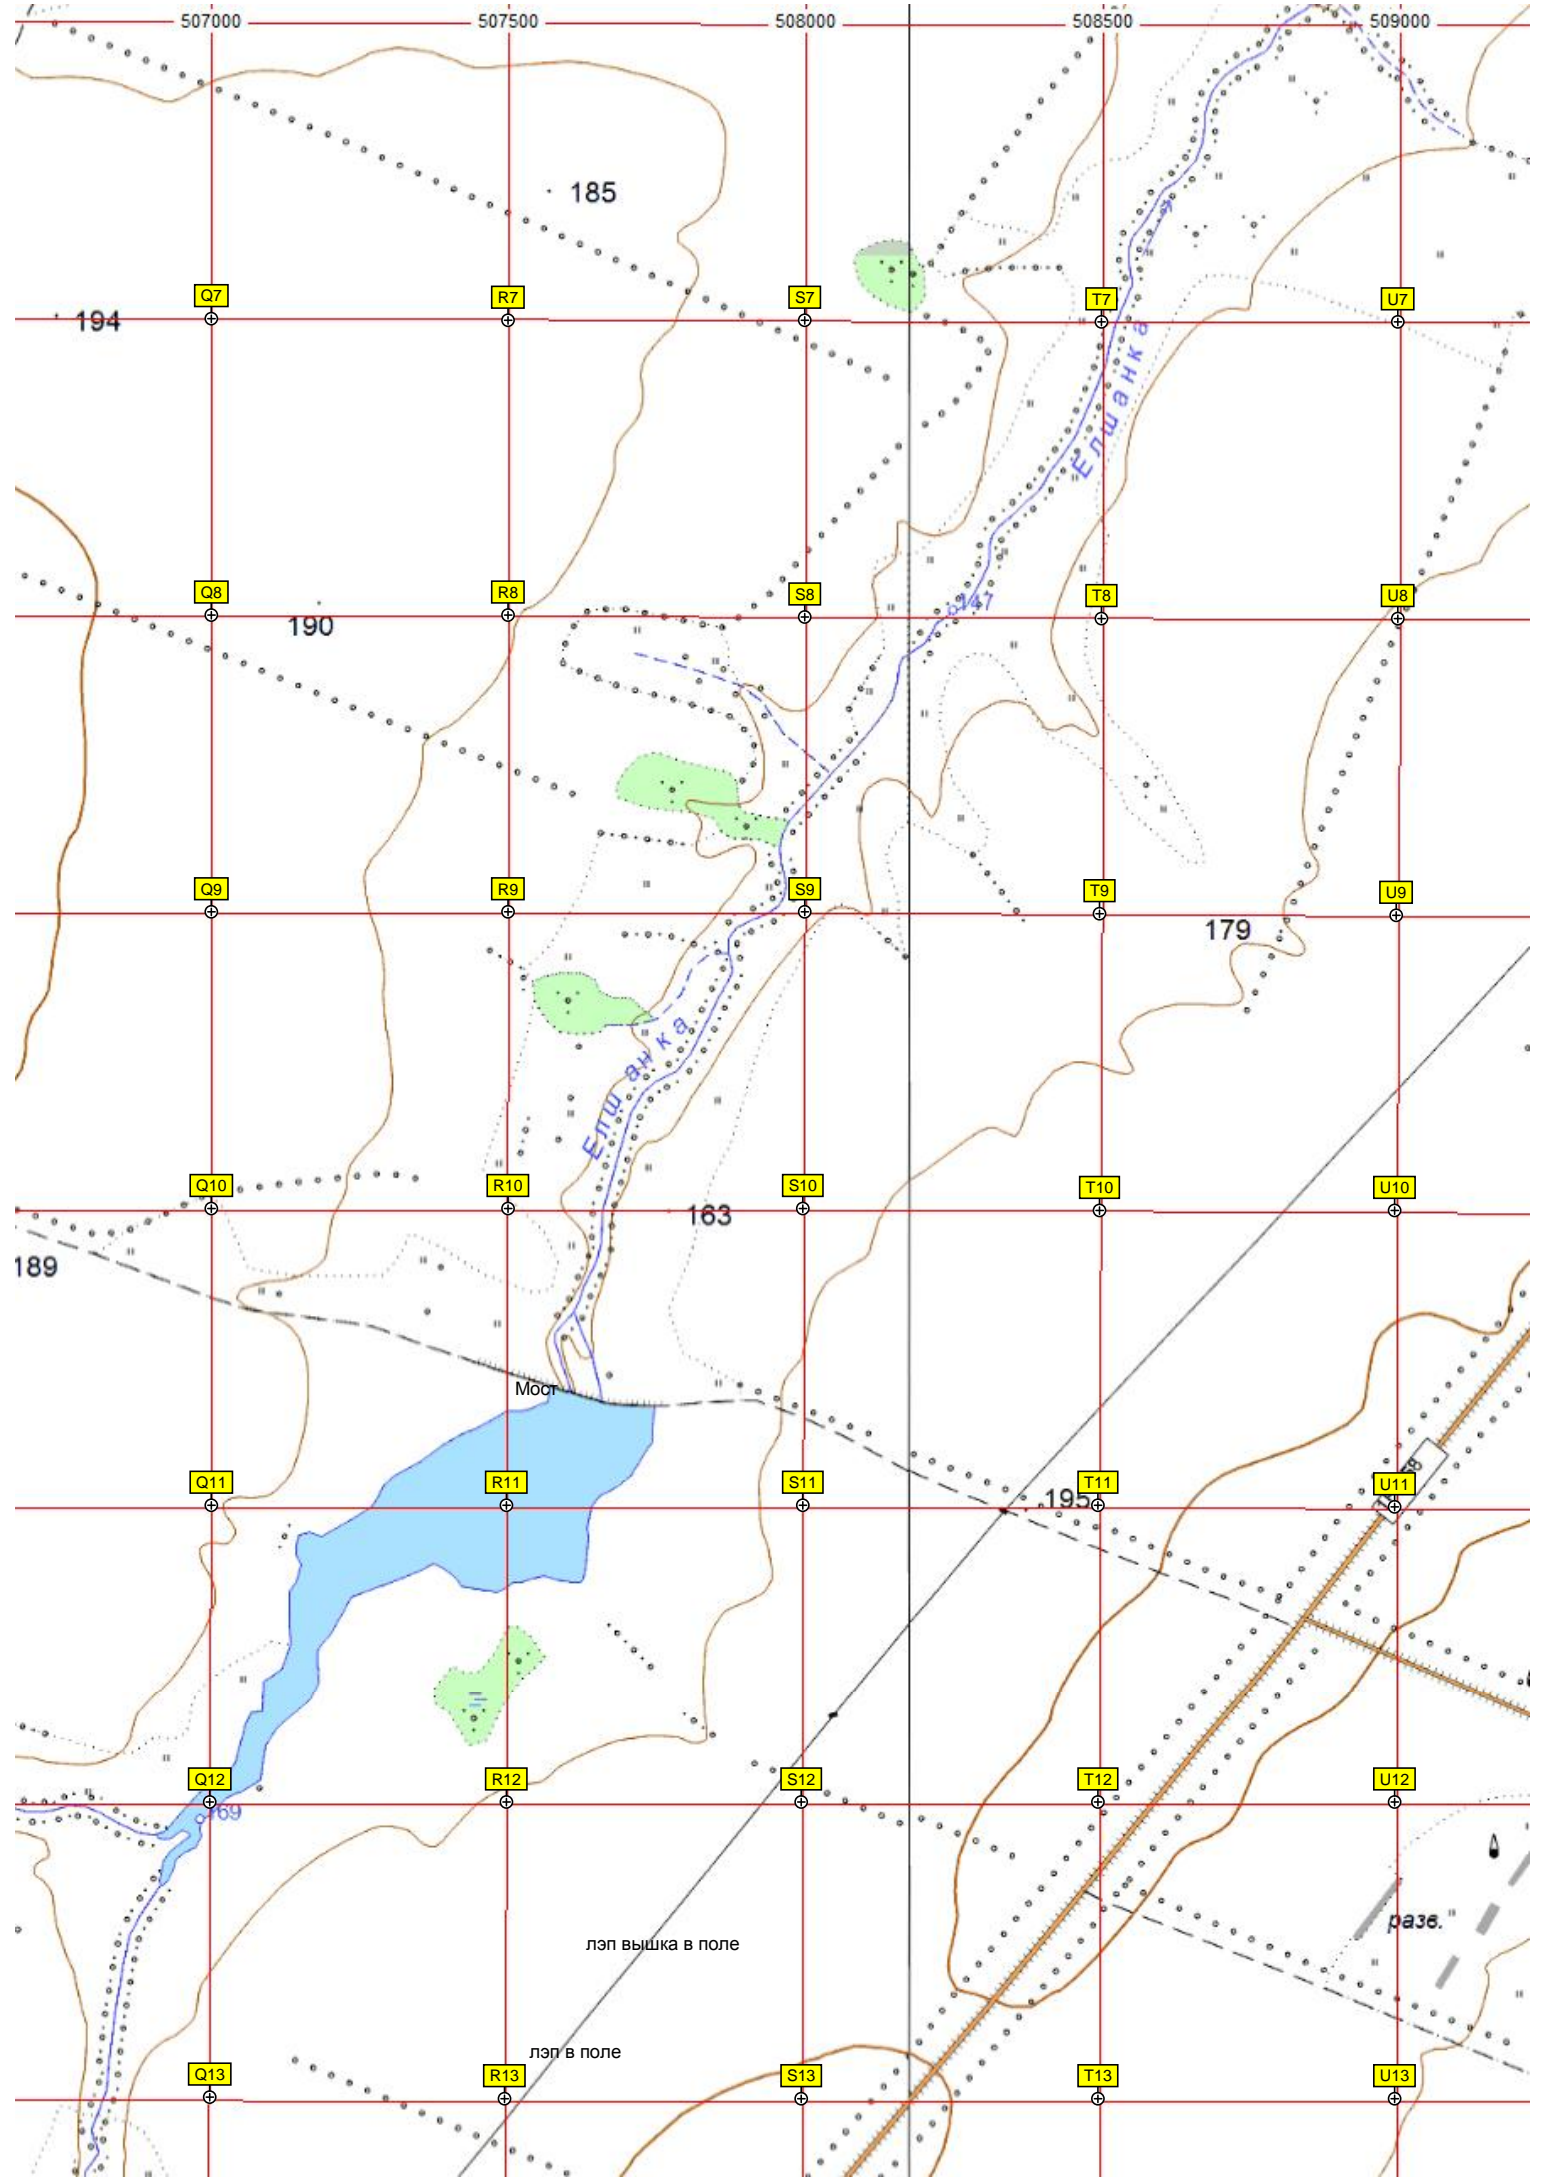 507000 507500 508000 508500 509000
185
Q7 R7 S7 T7 U7
194
Елшанка
Q8 R8 S8 T8 U8
147
190
Q9 R9 S9 T9 U9
179
Елшанка
Q10 R10 S10 T10 U10
163
189
Мост
Q11 R11 S11 T11 U11
195
Q12 R12 S12 T12 U12
169
разв.
лэп вышка в поле
лэп в поле
Q13 R13 S13 T13 U13